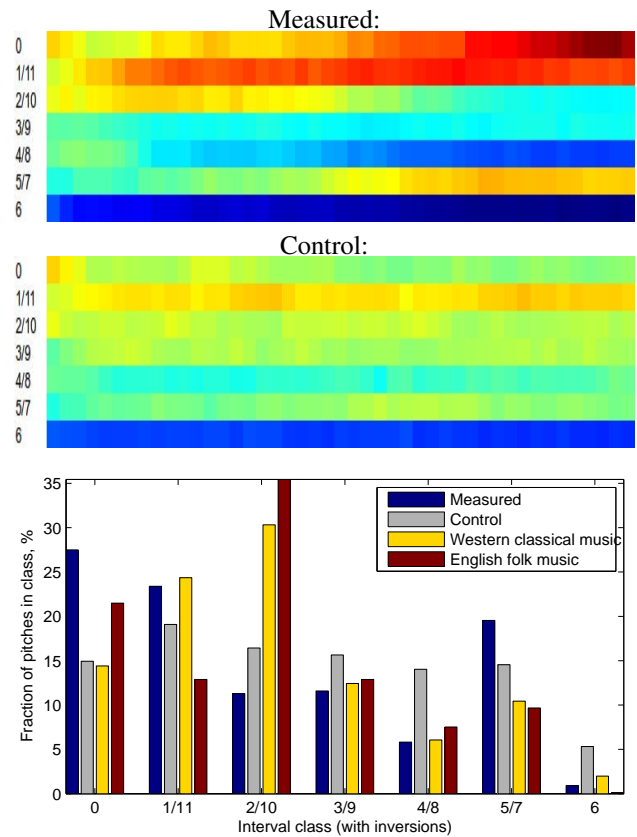 Measured:
0
1/11
2/10
3/9
4/8
5/7
6
Control:
0
1/11
2/10
3/9
4/8
5/7
6
35
30
25
20
15
10
5
0
Fraction of pitches in class, %
Measured
Control
Western classical music
English folk music
0 1/11 2/10 3/9 4/8 5/7 6
Interval class (with inversions)